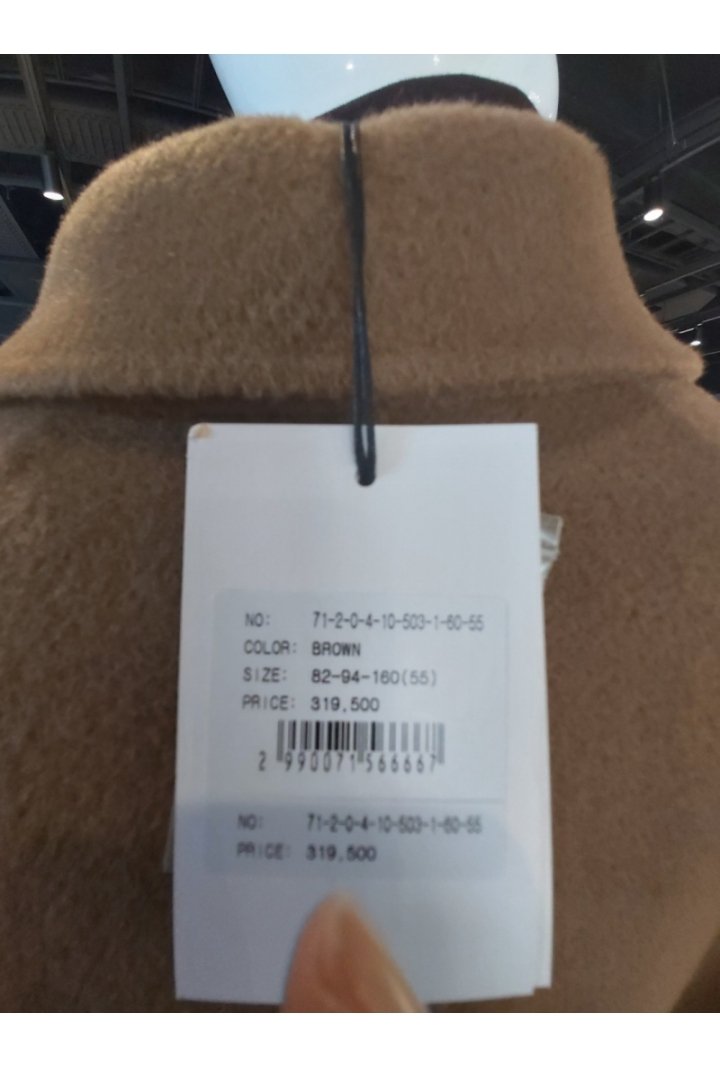 NO: 71-2-0-4-10-503-1-60-55
COLOR: BROWN
SIZE: 82-94-160(55)
PRICE: 319,500
2 990071 566667
NO: 71-2-0-4-10-503-1-60-55
PRICE: 319,500